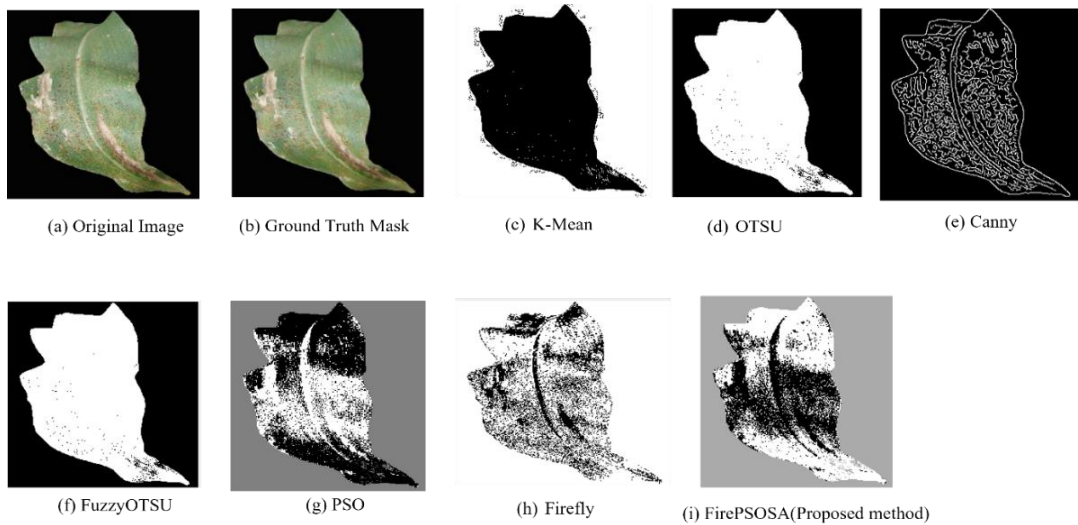 (a) Original Image
(b) Ground Truth Mask
(c) K-Mean
(d) OTSU
(e) Canny
(f) FuzzyOTSU
(g) PSO
(h) Firefly
(i) FirePSOSA(Proposed method)